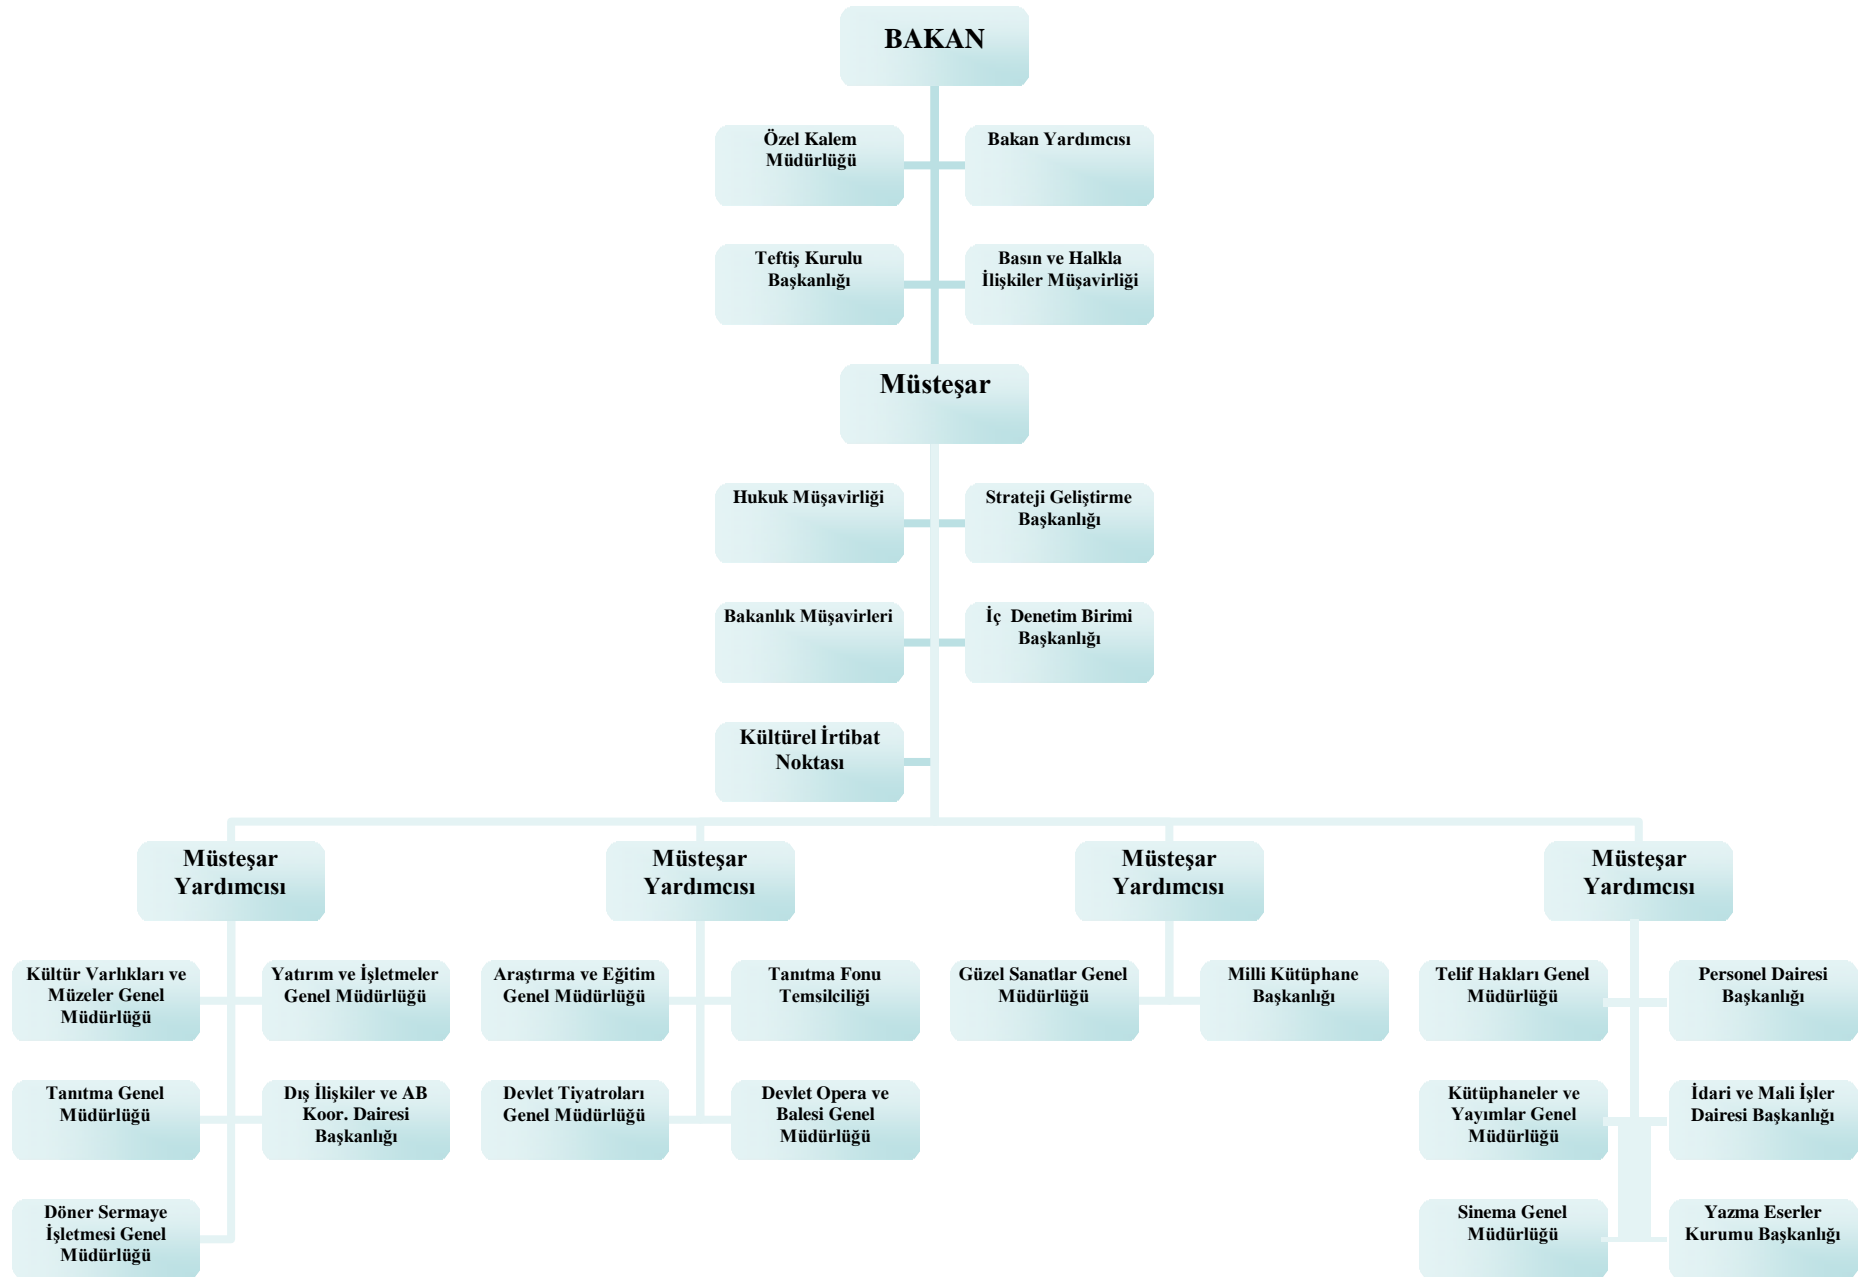 BAKAN
Özel Kalem
Müdürlüğü
Bakan Yardımcısı
Teftiş Kurulu
Başkanlığı
Basın ve Halkla
İlişkiler Müşavirliği
Müsteşar
Hukuk Müşavirliği
Strateji Geliştirme
Başkanlığı
Bakanlık Müşavirleri
İç  Denetim Birimi
Başkanlığı
Kültürel İrtibat
Noktası
Müsteşar
Yardımcısı
Müsteşar
Yardımcısı
Müsteşar
Yardımcısı
Müsteşar
Yardımcısı
Kültür Varlıkları ve
Müzeler Genel
Müdürlüğü
Yatırım ve İşletmeler
Genel Müdürlüğü
Araştırma ve Eğitim
Genel Müdürlüğü
Tanıtma Fonu
Temsilciliği
Güzel Sanatlar Genel
Müdürlüğü
Milli Kütüphane
Başkanlığı
Telif Hakları Genel
Müdürlüğü
Personel Dairesi
Başkanlığı
Tanıtma Genel
Müdürlüğü
Dış İlişkiler ve AB
Koor. Dairesi
Başkanlığı
Devlet Tiyatroları
Genel Müdürlüğü
Devlet Opera ve
Balesi Genel
Müdürlüğü
Kütüphaneler ve
Yayımlar Genel
Müdürlüğü
İdari ve Mali İşler
Dairesi Başkanlığı
Döner Sermaye
İşletmesi Genel
Müdürlüğü
Sinema Genel
Müdürlüğü
Yazma Eserler
Kurumu Başkanlığı